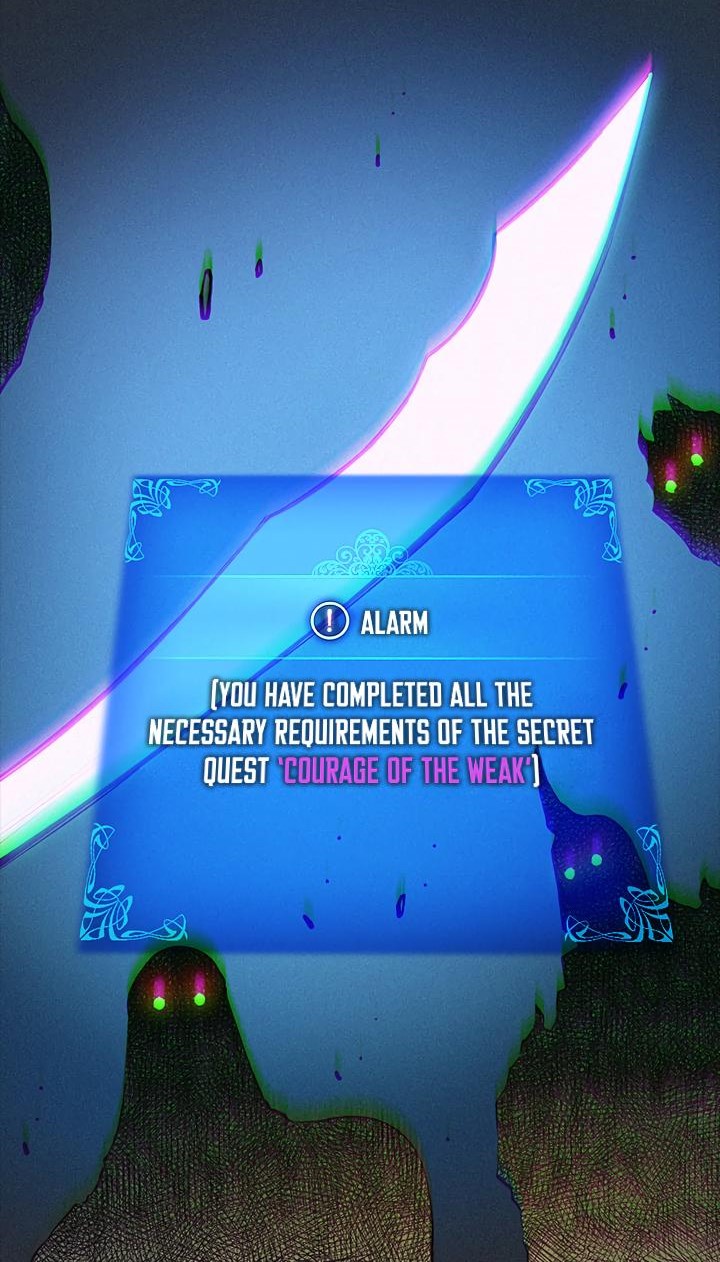 ! ALARM
[YOU HAVE COMPLETED ALL THE
NECESSARY REQUIREMENTS OF THE SECRET
QUEST 'COURAGE OF THE WEAK']